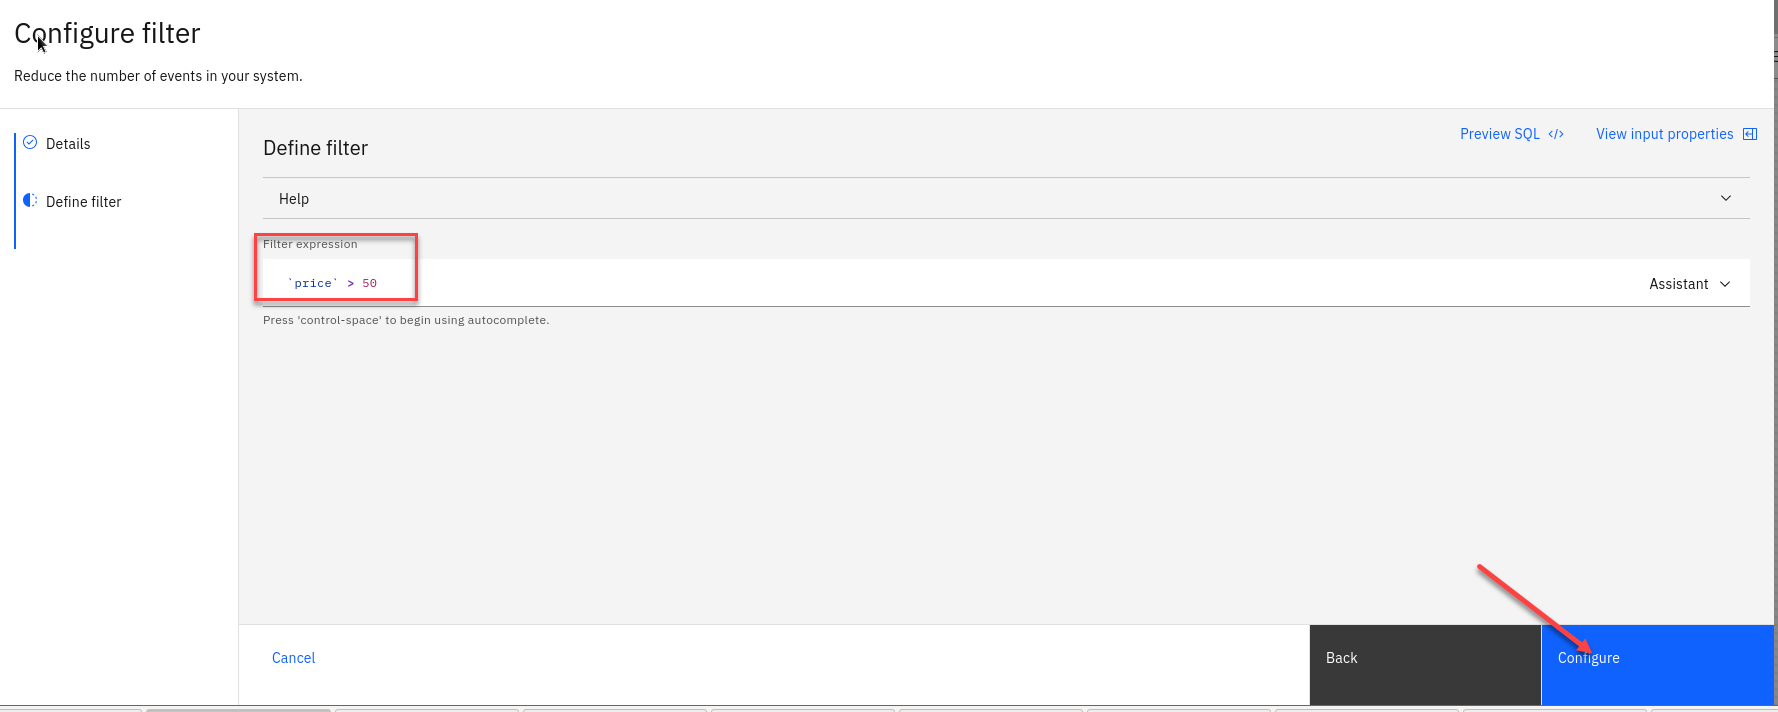 Configure filter
Reduce the number of events in your system.
Details
Define filter
Preview SQL </>
View input properties
Define filter
Help
Filter expression
`price` > 50
Assistant
Press 'control-space' to begin using autocomplete.
Cancel
Back
Configure